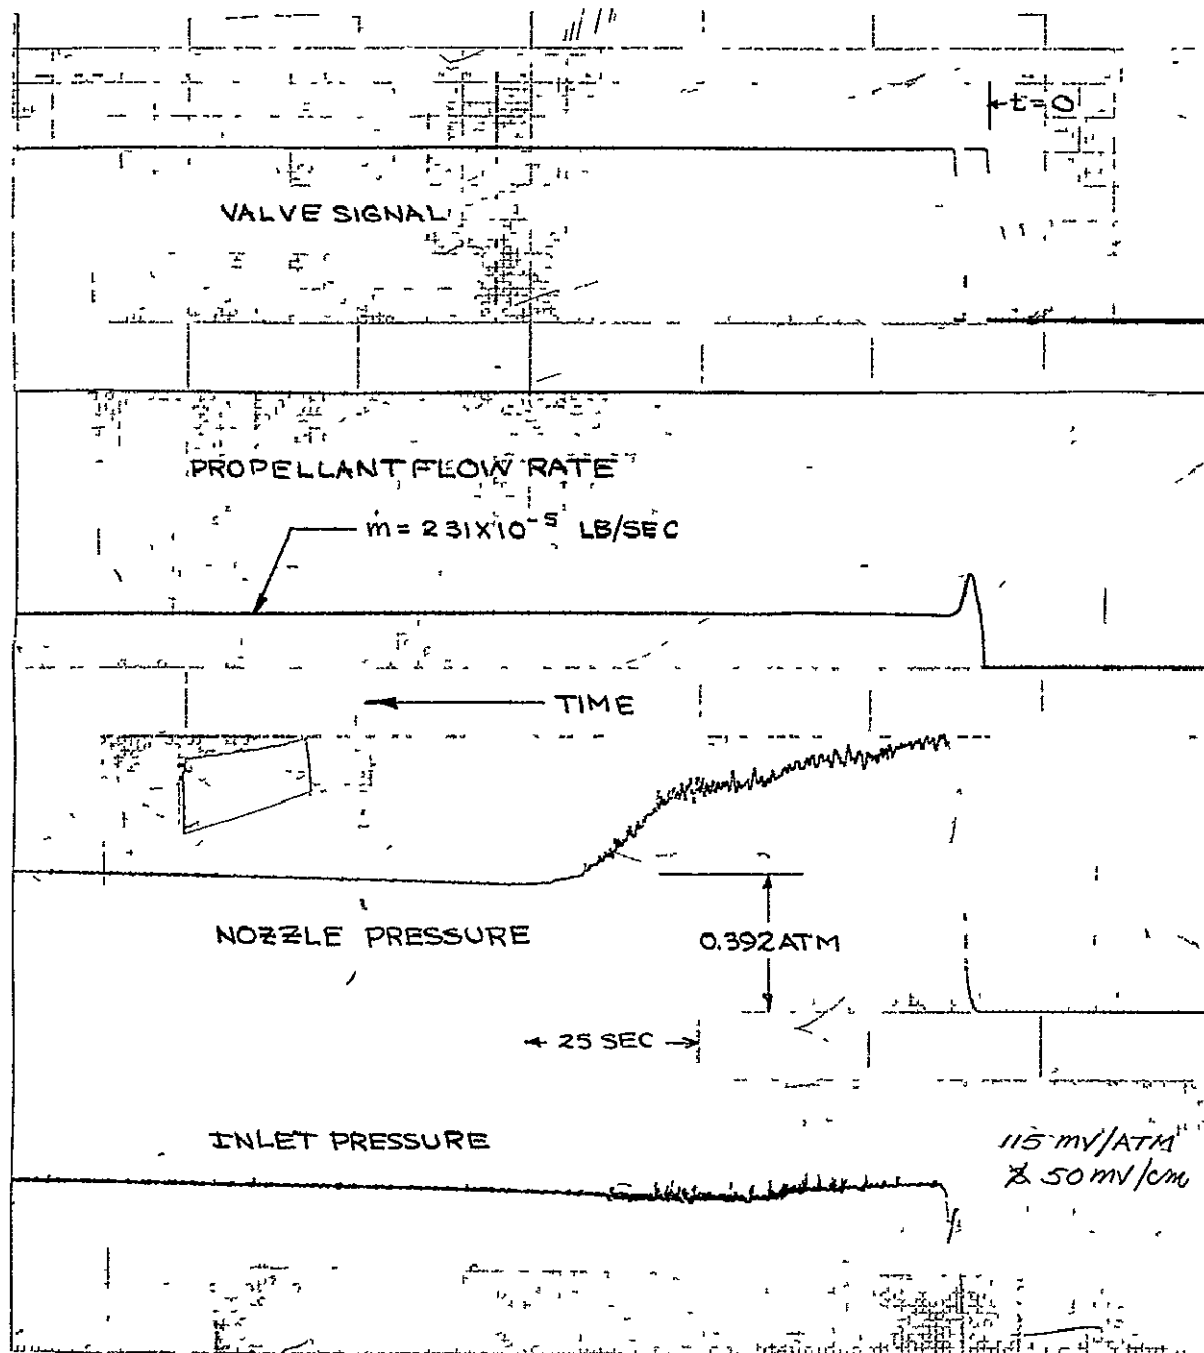 t=0
VALVE SIGNAL
PROPELLANT FLOW RATE
ṁ = 2 31X10⁻⁵ LB/SEC
TIME
NOZZLE PRESSURE
0.392 ATM
25 SEC
INLET PRESSURE
115 mV/ATM
50 mV/cm